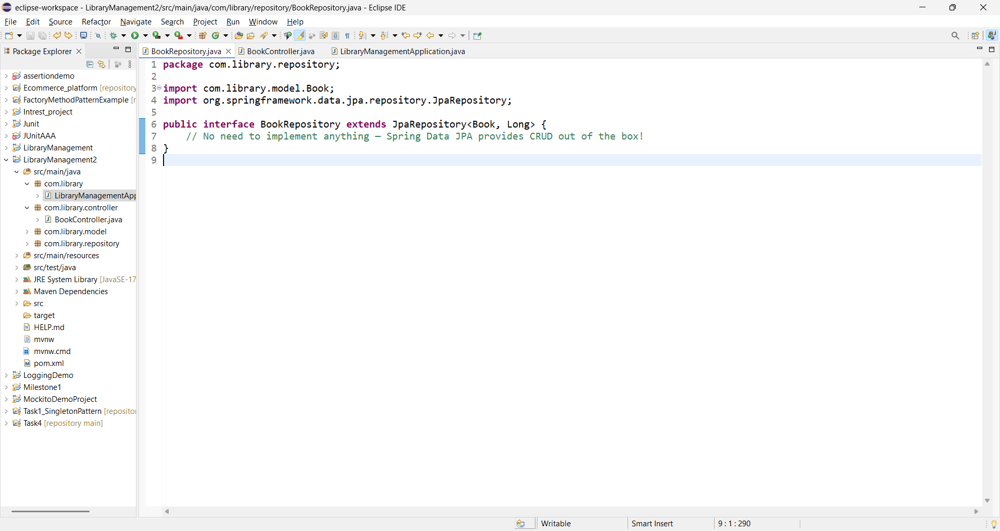 eclipse-workspace - LibraryManagement2/src/main/java/com/library/repository/BookRepository.java - Eclipse IDE
File Edit Source Refactor Navigate Search Project Run Window Help
Package Explorer
BookRepository.java BookController.java LibraryManagementApplication.java
assertiondemo
Ecommerce_platform [repository
FactoryMethodPatternExample [r
Intrest_project
Junit
JUnitAAA
LibraryManagement
LibraryManagement2
src/main/java
com.library
LibraryManagementApp
com.library.controller
BookController.java
com.library.model
com.library.repository
src/main/resources
src/test/java
JRE System Library [JavaSE-17
Maven Dependencies
src
target
HELP.md
mvnw
mvnw.cmd
pom.xml
LoggingDemo
Milestone1
MockitoDemoProject
Task1_SingletonPattern [reposito
Task4 [repository main]
1 package com.library.repository;
2
3 import com.library.model.Book;
4 import org.springframework.data.jpa.repository.JpaRepository;
5
6 public interface BookRepository extends JpaRepository<Book, Long> {
7 // No need to implement anything – Spring Data JPA provides CRUD out of the box!
8 }
9
Writable Smart Insert 9 : 1 : 290